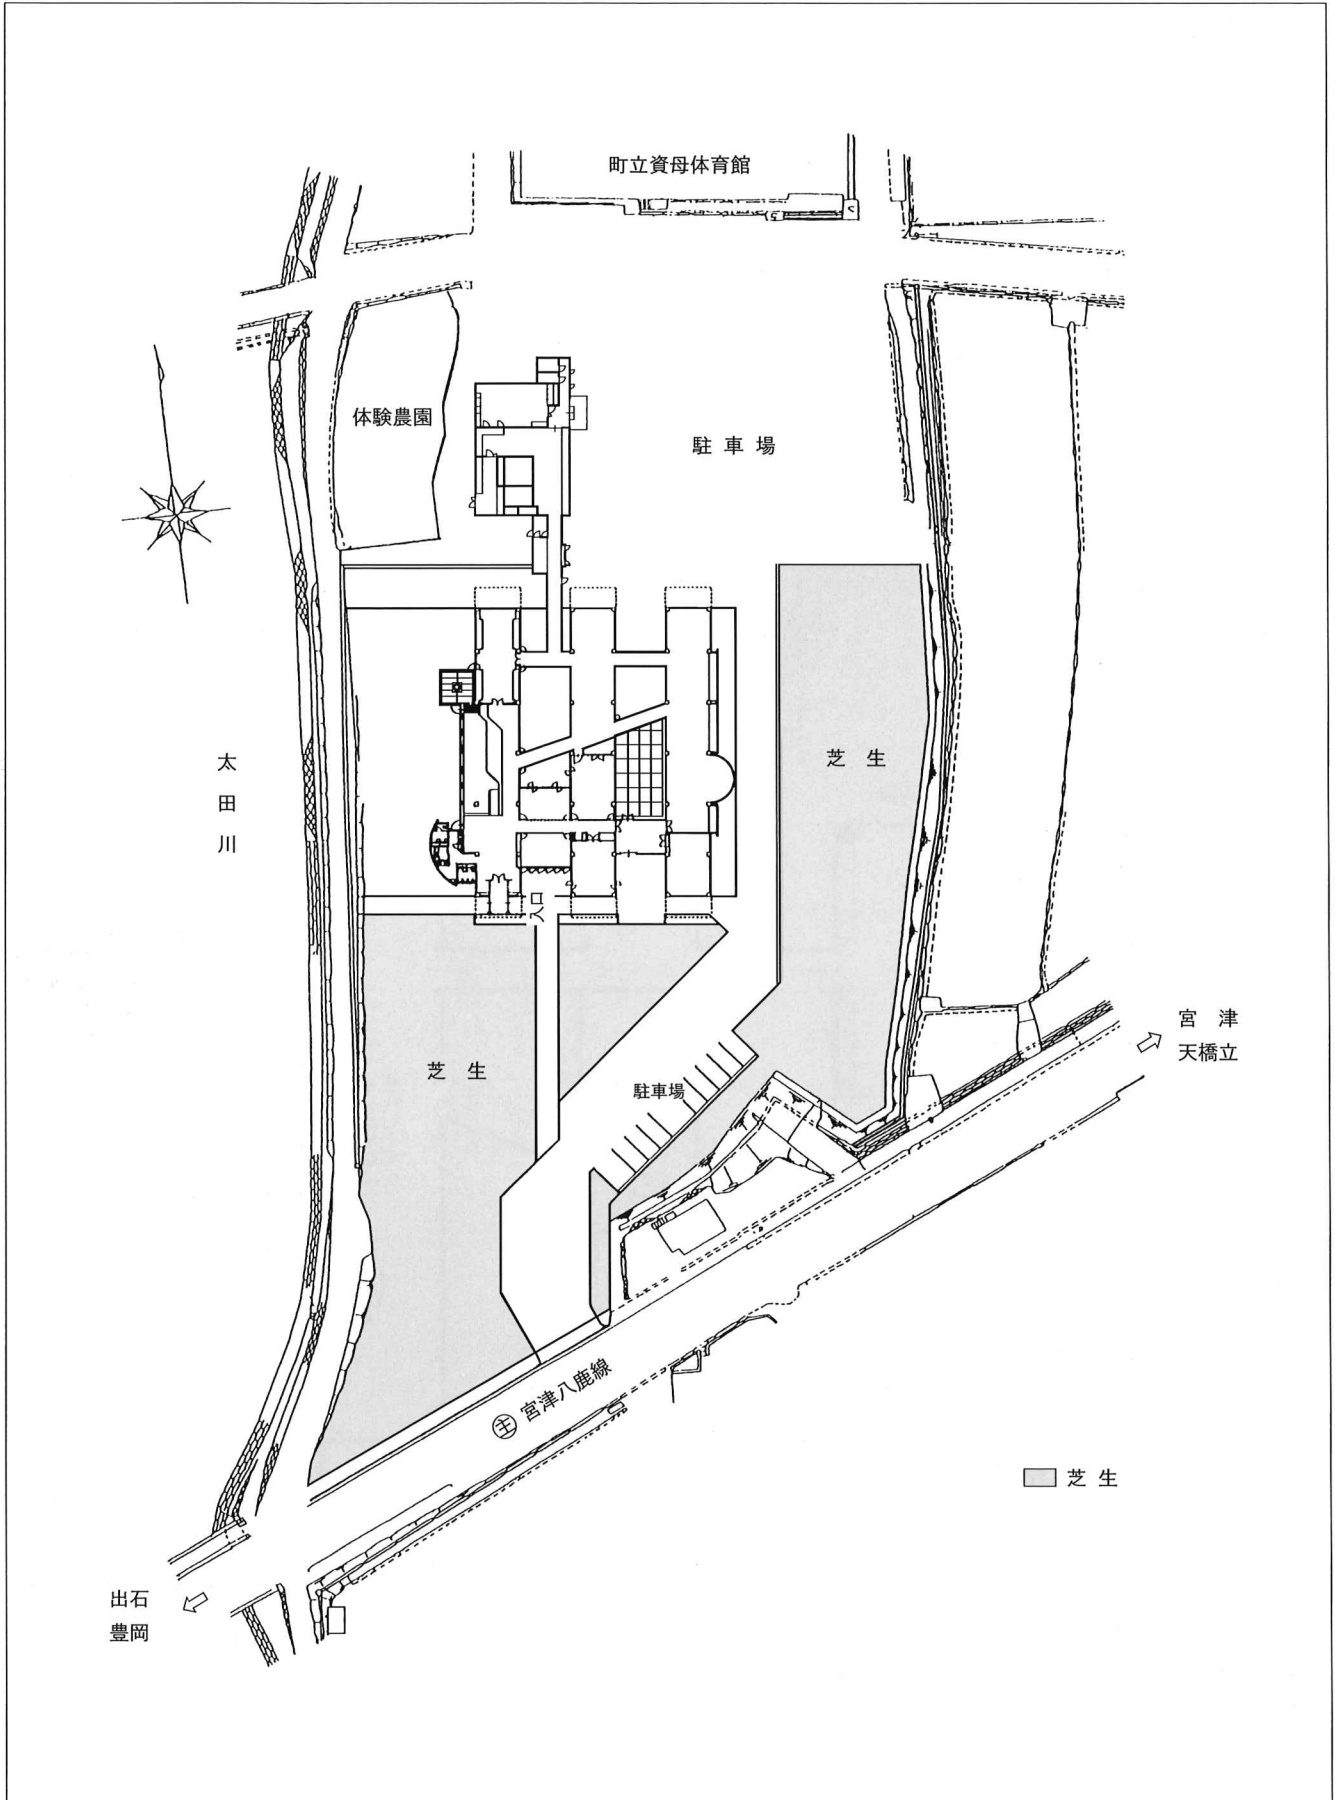 町立資母体育館
体験農園
駐車場
太田川
芝生
入口
宮津
天橋立
芝生
駐車場
㊟宮津八鹿線
芝生
出石
豊岡